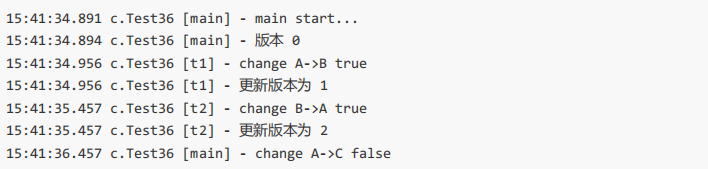 15:41:34.891 c.Test36 [main] - main start...
15:41:34.894 c.Test36 [main] - 版本 0
15:41:34.956 c.Test36 [t1] - change A->B true
15:41:34.956 c.Test36 [t1] - 更新版本为 1
15:41:35.457 c.Test36 [t2] - change B->A true
15:41:35.457 c.Test36 [t2] - 更新版本为 2
15:41:36.457 c.Test36 [main] - change A->C false